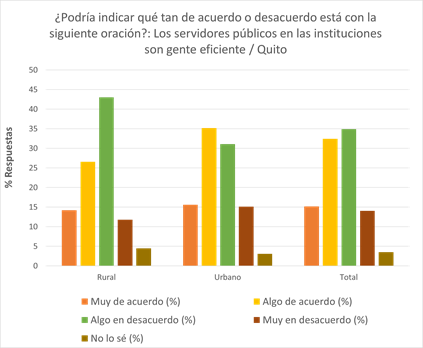 ¿Podría indicar qué tan de acuerdo o desacuerdo está con la
siguiente oración?: Los servidores públicos en las instituciones
son gente eficiente / Quito
% Respuestas
50
45
40
35
30
25
20
15
10
5
0
Rural
Urbano
Total
Muy de acuerdo (%)
Algo de acuerdo (%)
Algo en desacuerdo (%)
Muy en desacuerdo (%)
No lo sé (%)